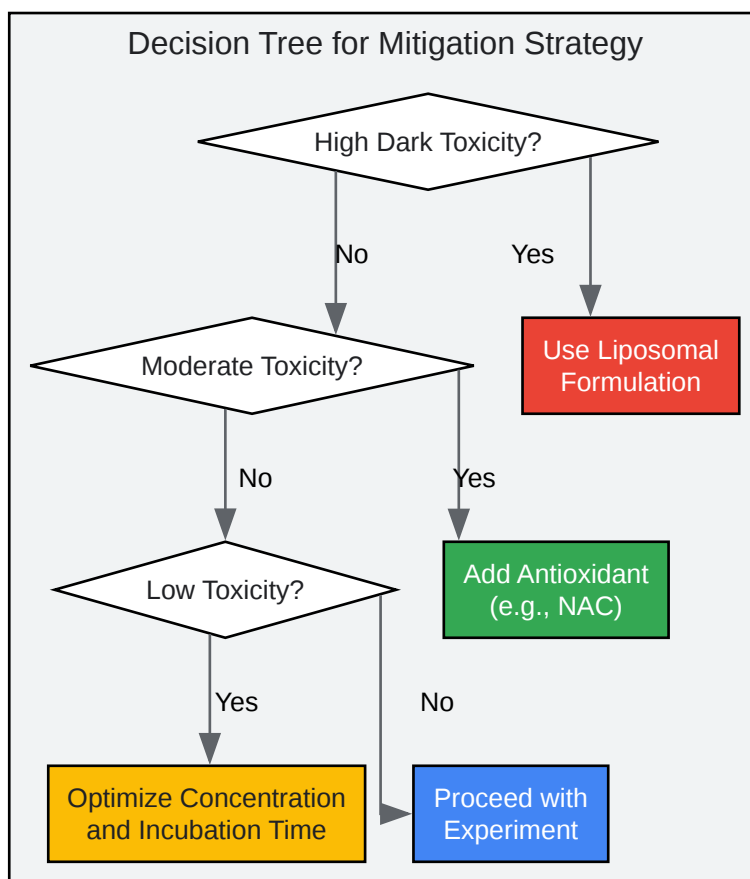 Decision Tree for Mitigation Strategy
High Dark Toxicity?
No
Yes
Moderate Toxicity?
Use Liposomal
Formulation
No
Yes
Low Toxicity?
Add Antioxidant
(e.g., NAC)
Yes
No
Optimize Concentration
and Incubation Time
Proceed with
Experiment